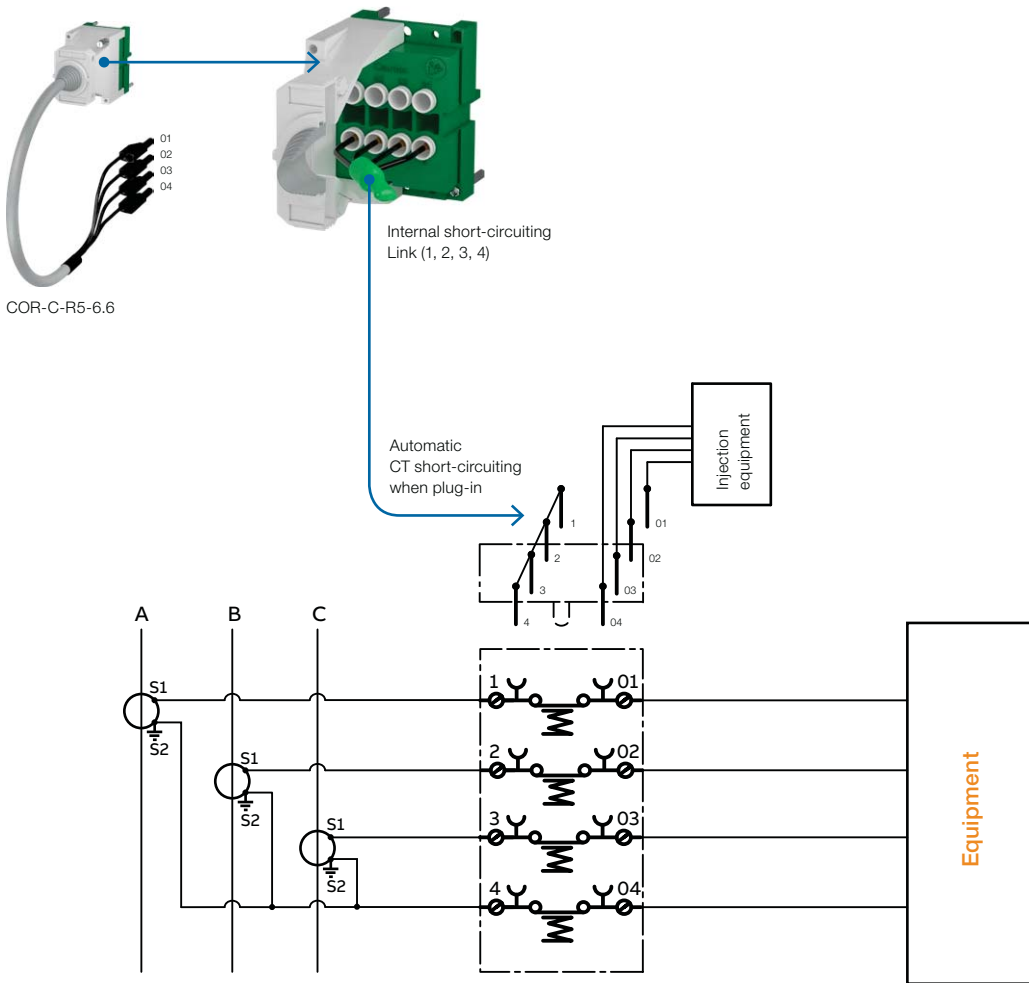 01
02
03
04
COR-C-R5-6.6
Internal short-circuiting
Link (1, 2, 3, 4)
Automatic
CT short-circuiting
when plug-in
Injection
equipment
1
2
3
4
01
02
03
04
A
B
C
S1
S2
S1
S2
S1
S2
1
01
2
02
3
03
4
04
Equipment